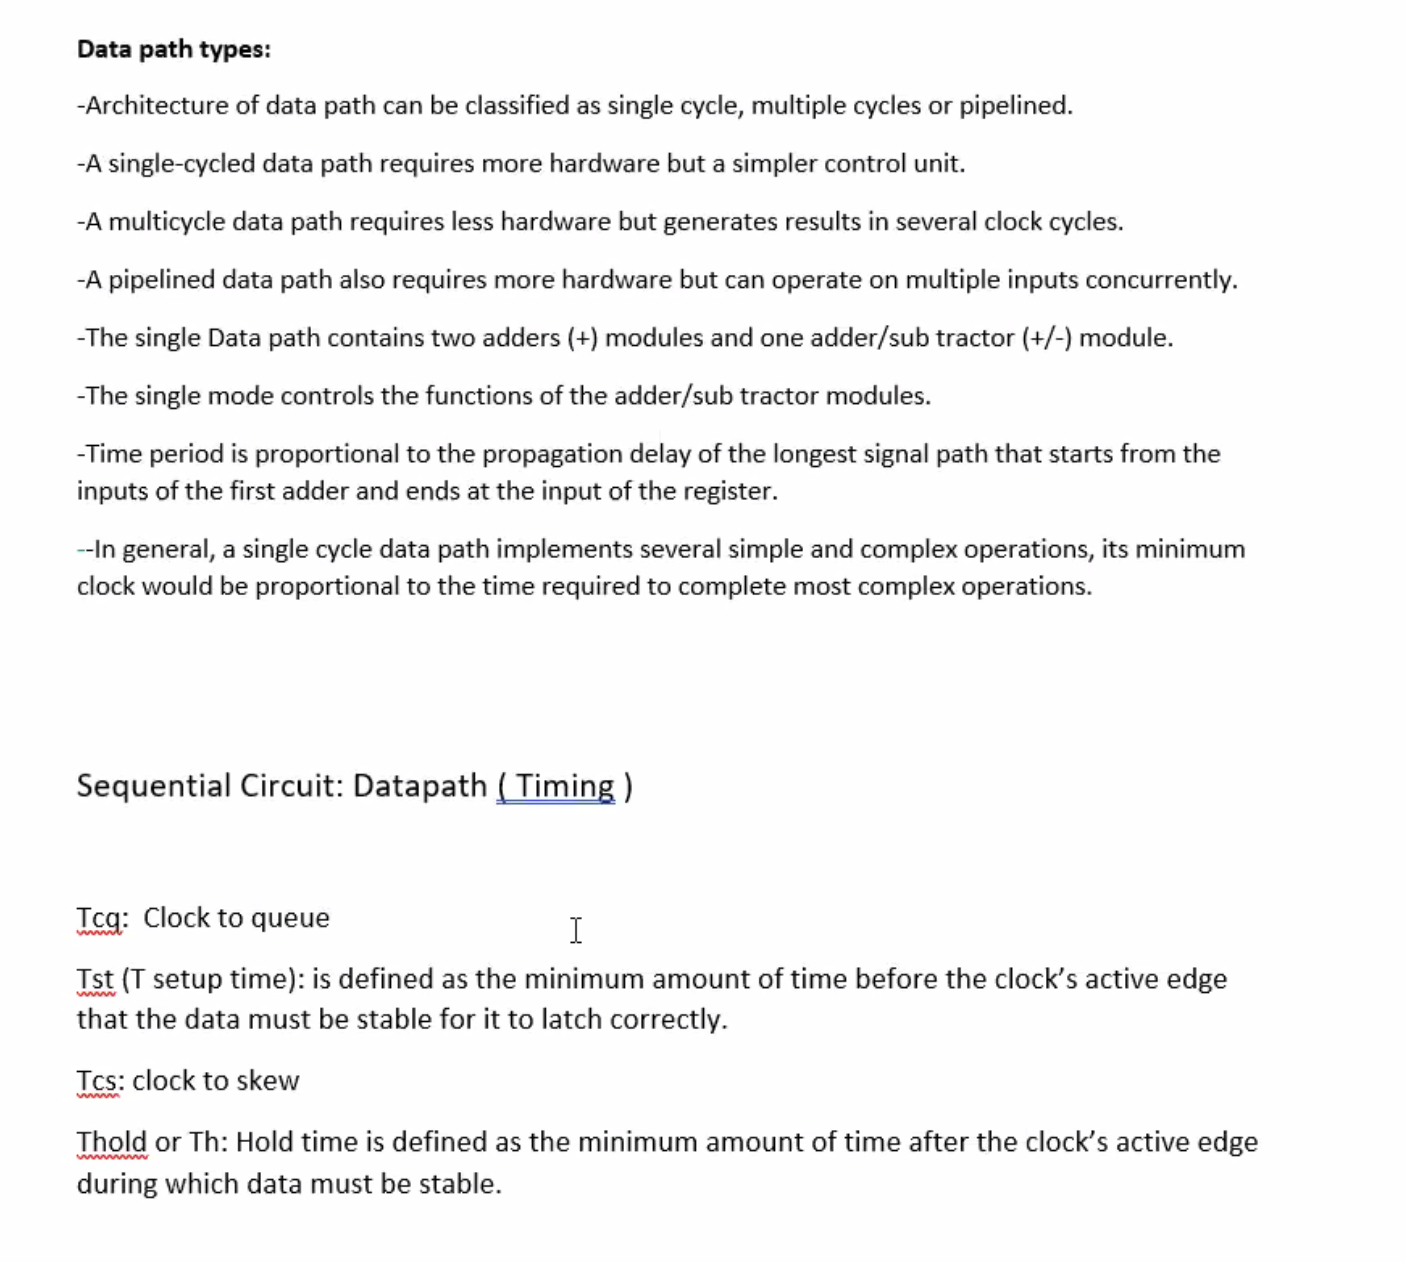 Data path types:
-Architecture of data path can be classified as single cycle, multiple cycles or pipelined.
-A single-cycled data path requires more hardware but a simpler control unit.
-A multicycle data path requires less hardware but generates results in several clock cycles.
-A pipelined data path also requires more hardware but can operate on multiple inputs concurrently.
-The single Data path contains two adders (+) modules and one adder/sub tractor (+/-) module.
-The single mode controls the functions of the adder/sub tractor modules.
-Time period is proportional to the propagation delay of the longest signal path that starts from the
inputs of the first adder and ends at the input of the register.
--In general, a single cycle data path implements several simple and complex operations, its minimum
clock would be proportional to the time required to complete most complex operations.
Sequential Circuit: Datapath ( Timing )
Tcq:  Clock to queue
Tst (T setup time): is defined as the minimum amount of time before the clock’s active edge
that the data must be stable for it to latch correctly.
Tcs: clock to skew
Thold or Th: Hold time is defined as the minimum amount of time after the clock’s active edge
during which data must be stable.